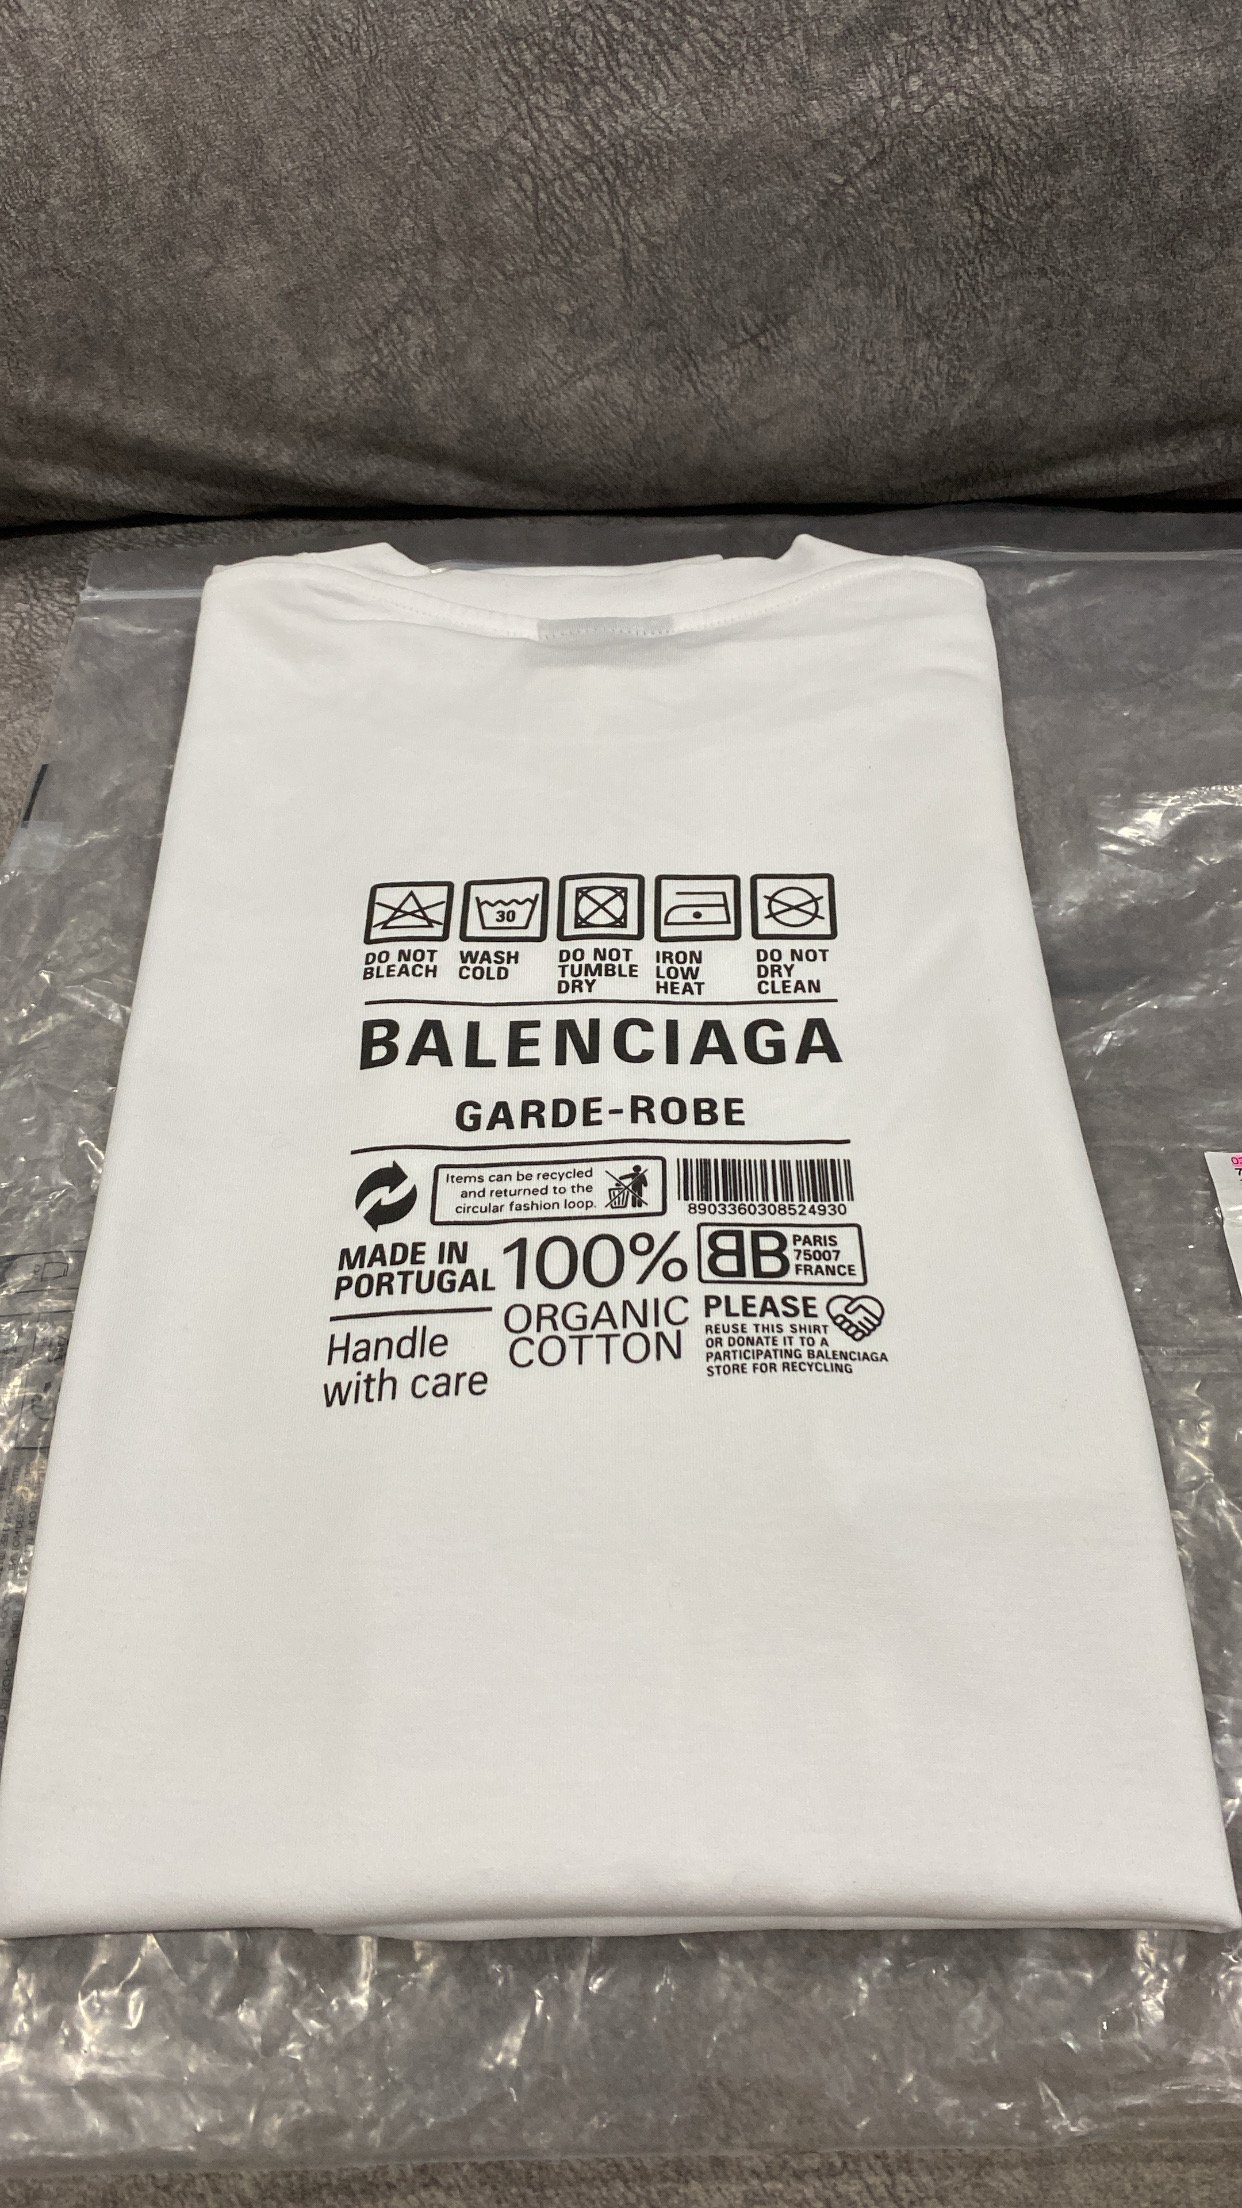 30
DO NOT
BLEACH
WASH
COLD
DO NOT
TUMBLE
DRY
IRON
LOW
HEAT
DO NOT
DRY
CLEAN
BALENCIAGA
GARDE-ROBE
Items can be recycled
and returned to the
circular fashion loop.
8903360308524930
MADE IN
PORTUGAL
Handle
with care
100%
ORGANIC
COTTON
BB
PARIS
75007
FRANCE
PLEASE
REUSE THIS SHIRT
OR DONATE IT TO A
PARTICIPATING BALENCIAGA
STORE FOR RECYCLING